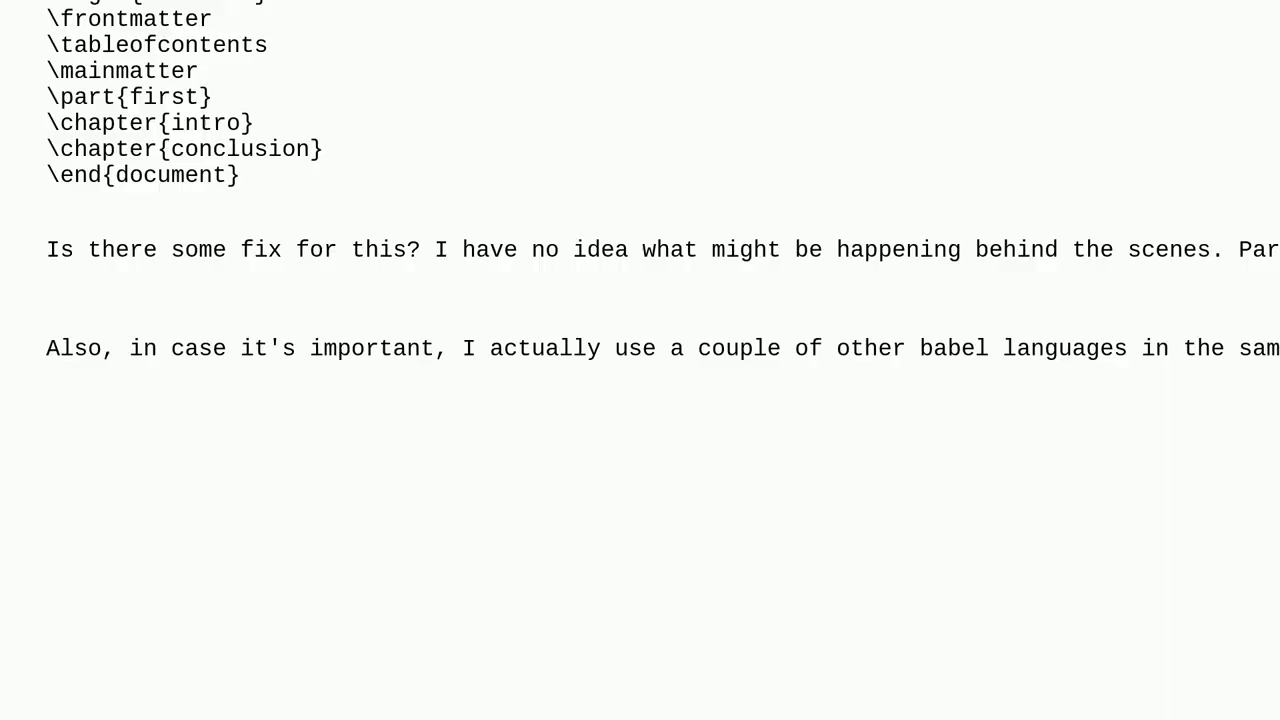 \frontmatter
\tableofcontents
\mainmatter
\part{first}
\chapter{intro}
\chapter{conclusion}
\end{document}
Is there some fix for this? I have no idea what might be happening behind the scenes. Par
Also, in case it's important, I actually use a couple of other babel languages in the sam